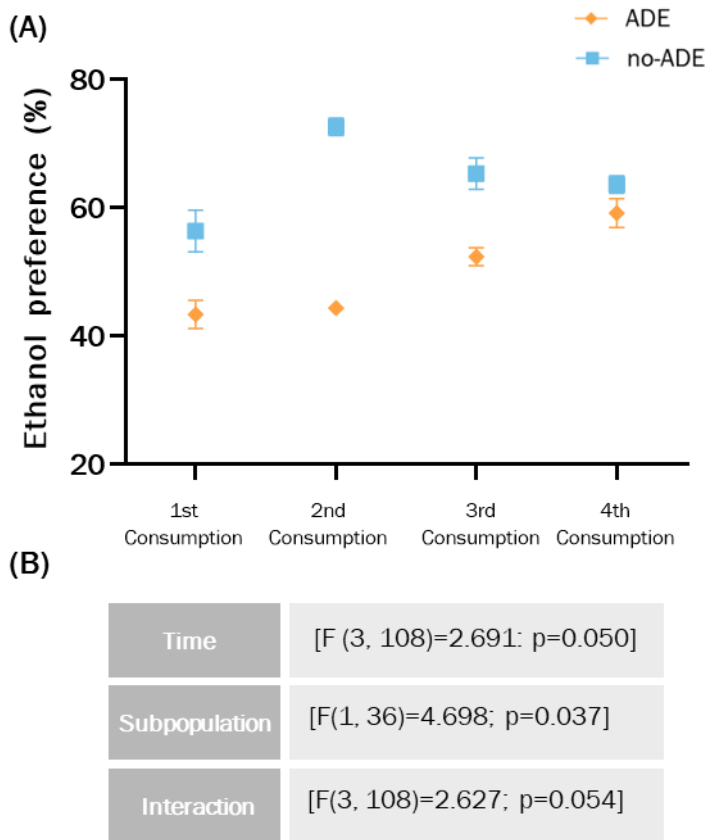 (A)
ADE
no-ADE
Ethanol preference (%)
80
60
40
20
1st
Consumption
2nd
Consumption
3rd
Consumption
4th
Consumption
(B)
Time
[F (3, 108)=2.691: p=0.050]
Subpopulation
[F(1, 36)=4.698; p=0.037]
Interaction
[F(3, 108)=2.627; p=0.054]